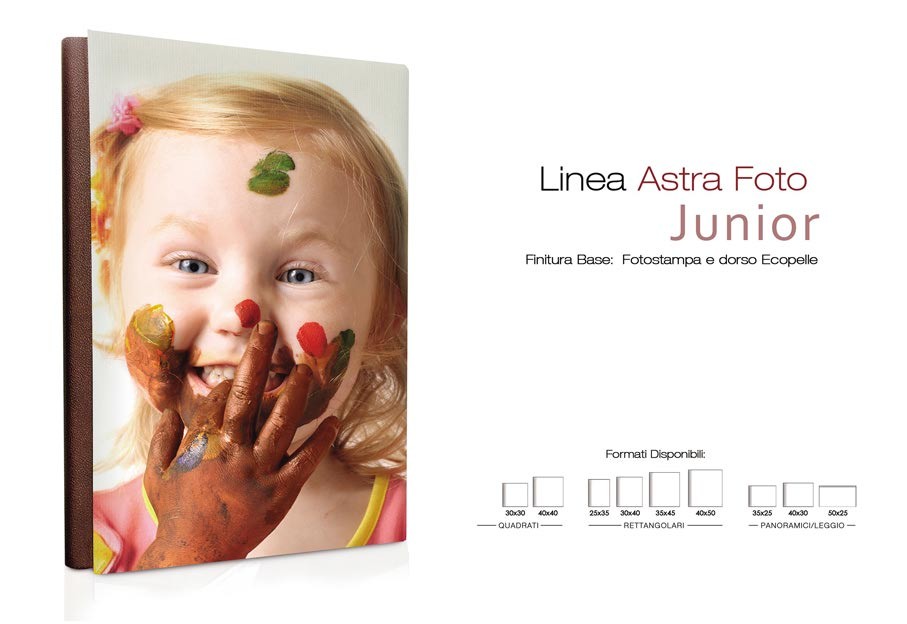 Linea Astra Foto
Junior
Finitura Base: Fotostampa e dorso Ecopelle
Formati Disponibili:
30x30 40x40 25x35 30x40 35x45 40x50 35x25 40x30 50x25
QUADRATI RETTANGOLARI PANORAMICI/LEGGIO